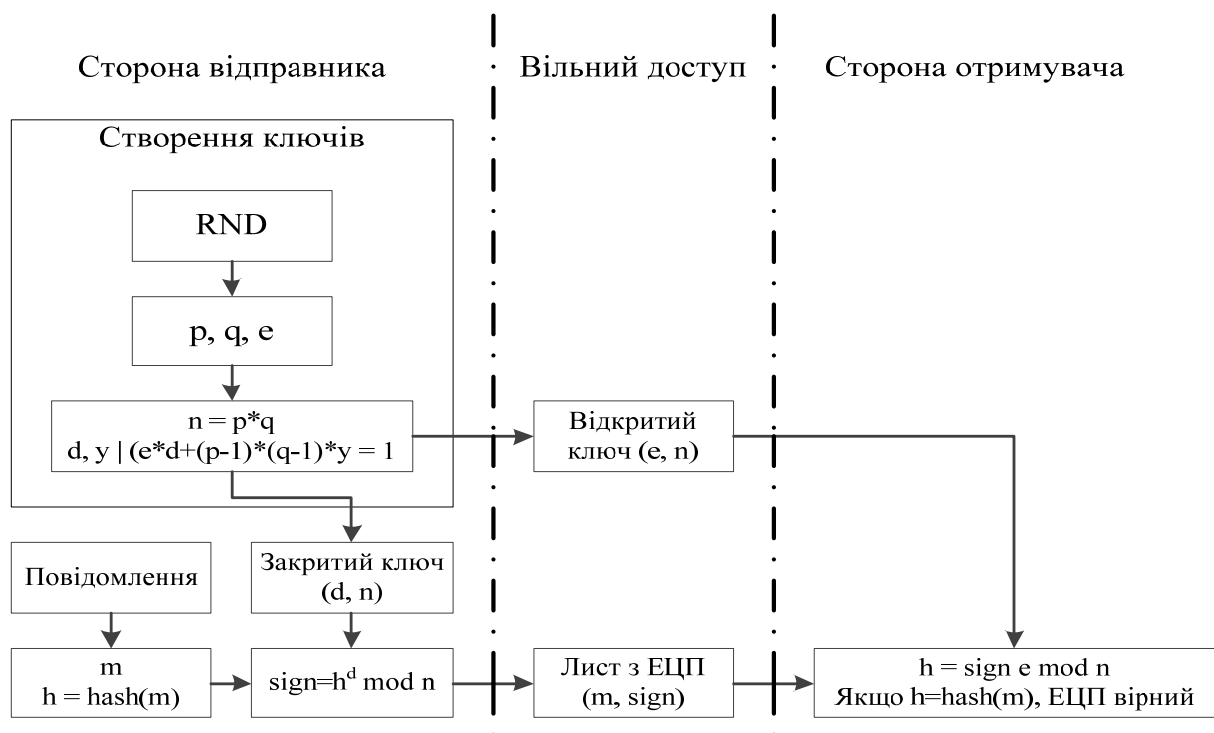 Сторона відправника
Вільний доступ
Сторона отримувача
Створення ключів
RND
p, q, e
n = p*q
d, y | (e*d+(p-1)*(q-1)*y = 1
Відкритий
ключ (e, n)
Повідомлення
Закритий ключ
(d, n)
m
h = hash(m)
sign=h^d mod n
Лист з ЕЦП
(m, sign)
h = sign e mod n
Якщо h=hash(m), ЕЦП вірний